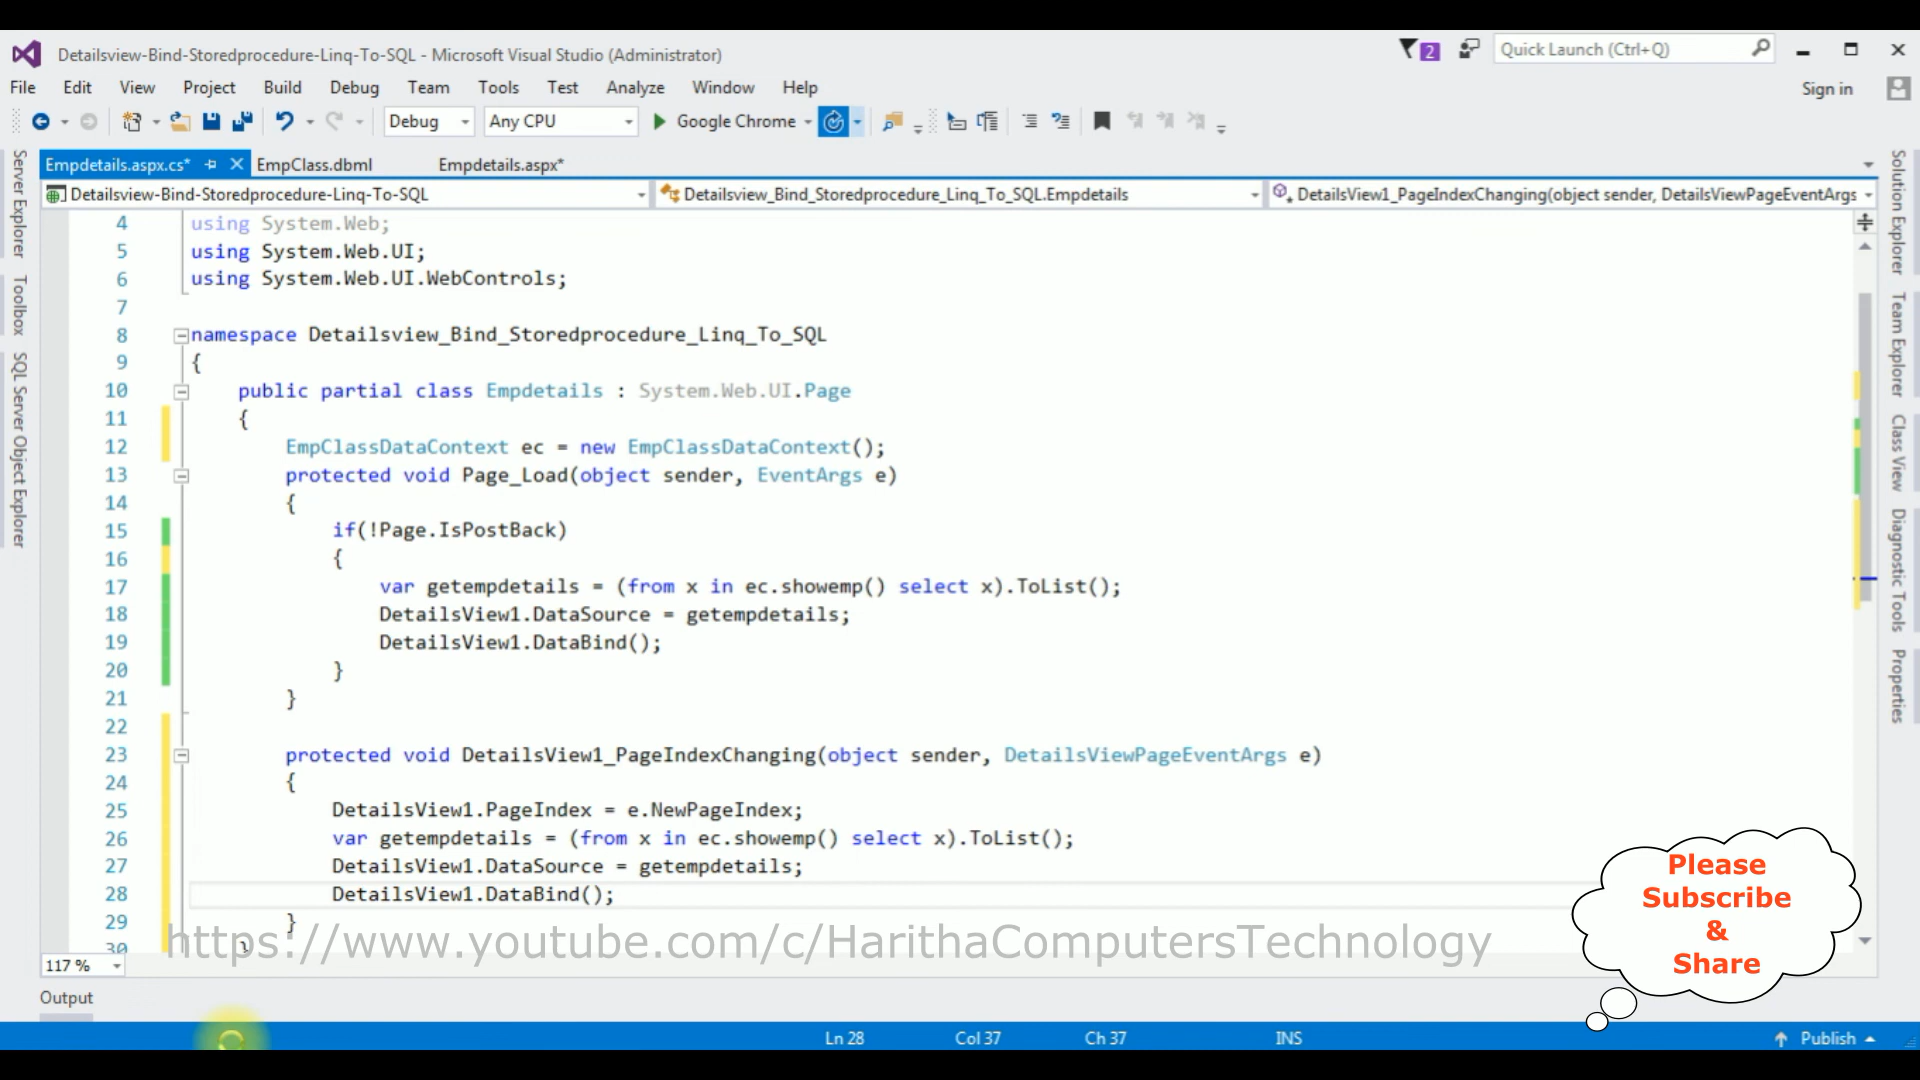 Detailsview-Bind-Storedprocedure-Linq-To-SQL - Microsoft Visual Studio (Administrator)
2
Quick Launch (Ctrl+Q)
File Edit View Project Build Debug Team Tools Test Analyze Window Help
Sign in
Debug
Any CPU
Google Chrome
Empdetails.aspx.cs*
EmpClass.dbml
Empdetails.aspx*
Detailsview-Bind-Storedprocedure-Linq-To-SQL
Detailsview_Bind_Storedprocedure_Linq_To_SQL.Empdetails
DetailsView1_PageIndexChanging(object sender, DetailsViewPageEventArgs
Server Explorer
Toolbox
SQL Server Object Explorer
4 using System.Web;
5 using System.Web.UI;
6 using System.Web.UI.WebControls;
7
8 namespace Detailsview_Bind_Storedprocedure_Linq_To_SQL
9 {
10 public partial class Empdetails : System.Web.UI.Page
11 {
12 EmpClassDataContext ec = new EmpClassDataContext();
13 protected void Page_Load(object sender, EventArgs e)
14 {
15 if(!Page.IsPostBack)
16 {
17 var getempdetails = (from x in ec.showemp() select x).ToList();
18 DetailsView1.DataSource = getempdetails;
19 DetailsView1.DataBind();
20 }
21 }
22
23 protected void DetailsView1_PageIndexChanging(object sender, DetailsViewPageEventArgs e)
24 {
25 DetailsView1.PageIndex = e.NewPageIndex;
26 var getempdetails = (from x in ec.showemp() select x).ToList();
27 DetailsView1.DataSource = getempdetails;
28 DetailsView1.DataBind();
29 }
30 }
https://www.youtube.com/c/HarithaComputersTechnology
Solution Explorer
Team Explorer
Class View
Diagnostic Tools
Properties
Please
Subscribe
&
Share
117 %
Output
Ln 28
Col 37
Ch 37
INS
Publish